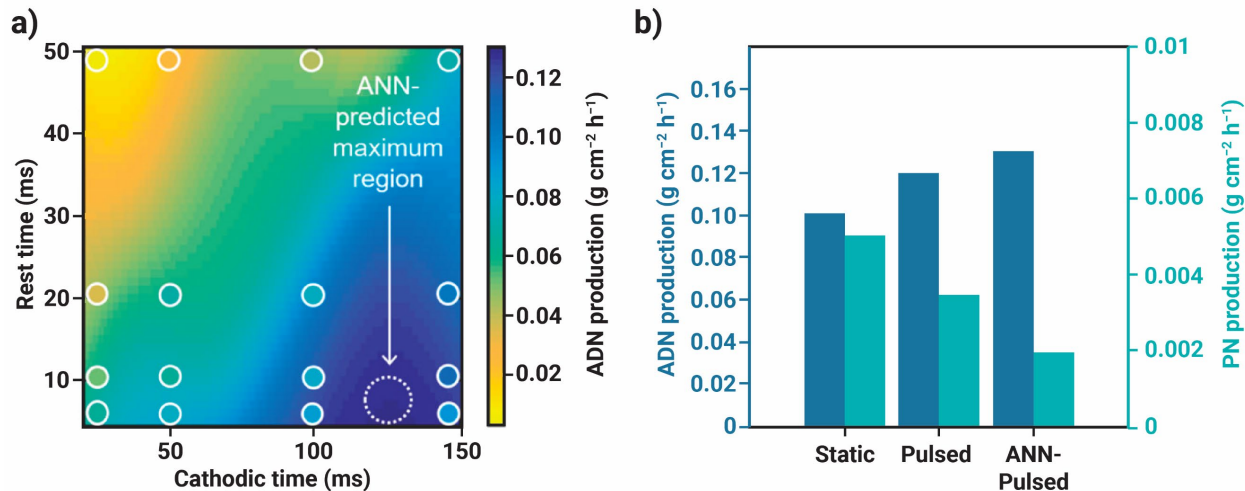 a)
50
40
30
20
10
Rest time (ms)
50
100
150
Cathodic time (ms)
ANN-
predicted
maximum
region
0.12
0.10
0.08
0.06
0.04
0.02
ADN production (g cm⁻² h⁻¹)
b)
0.16
0.14
0.12
0.10
0.08
0.06
0.04
0.02
0
ADN production (g cm⁻² h⁻¹)
Static
Pulsed
ANN-
Pulsed
0.01
0.008
0.006
0.004
0.002
0
PN production (g cm⁻² h⁻¹)